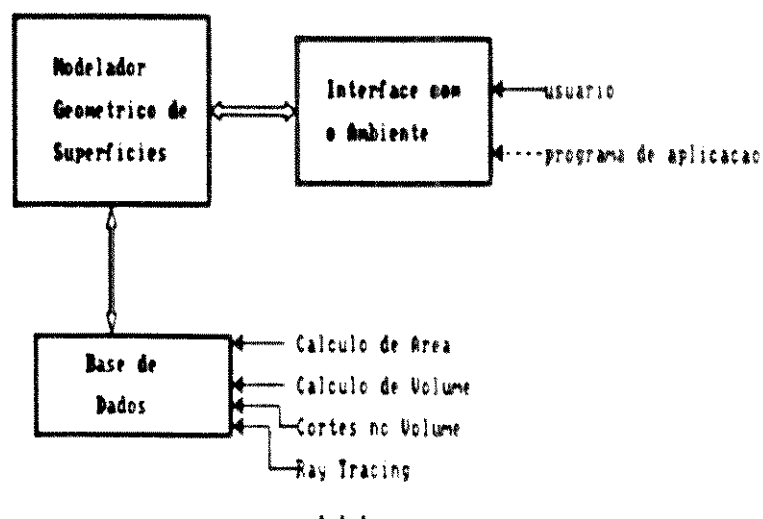 Modelador
Geometrico de
Superficies
Interface com
o Ambiente
usuario
programa de aplicacao
Base de
Dados
Calculo de Area
Calculo de Volume
Cortes no Volume
Ray Tracing